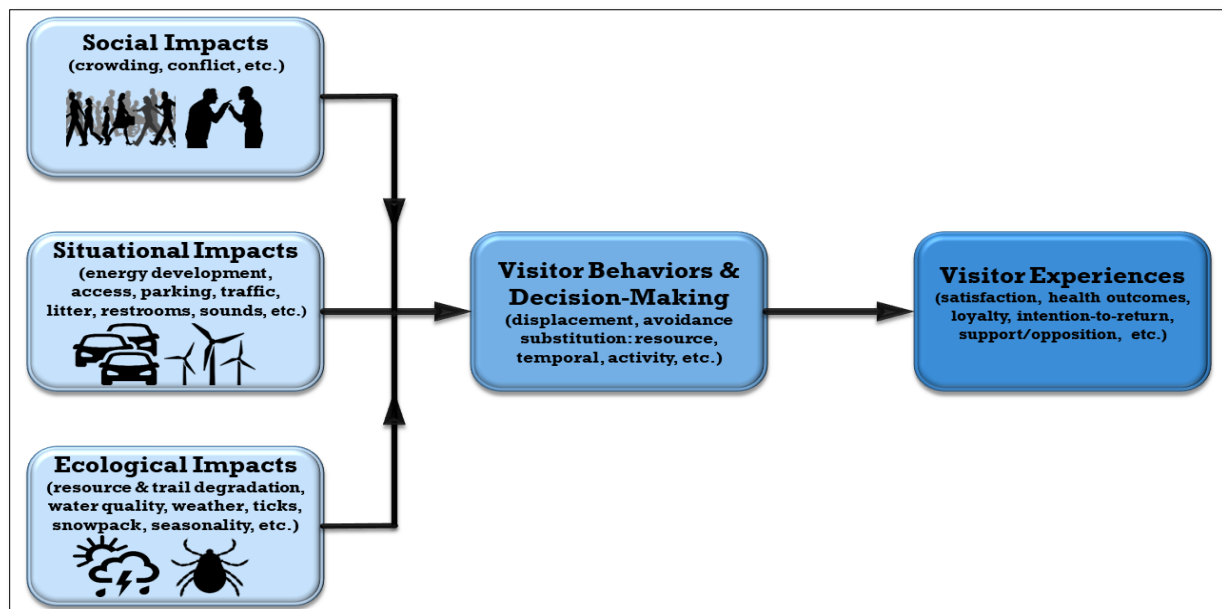 Social Impacts
(crowding, conflict, etc.)
Situational Impacts
(energy development,
access, parking, traffic,
litter, restrooms, sounds, etc.)
Ecological Impacts
(resource & trail degradation,
water quality, weather, ticks,
snowpack, seasonality, etc.)
Visitor Behaviors &
Decision-Making
(displacement, avoidance
substitution: resource,
temporal, activity, etc.)
Visitor Experiences
(satisfaction, health outcomes,
loyalty, intention-to-return,
support/opposition, etc.)